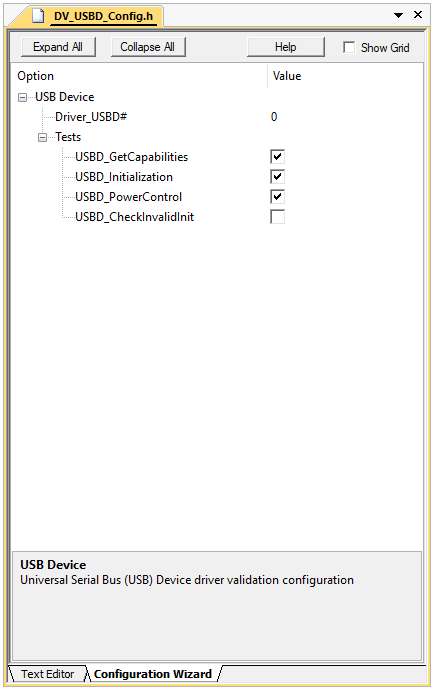 DV_USBD_Config.h
Expand All Collapse All Help Show Grid
Option Value
USB Device
Driver_USBD# 0
Tests
USBD_GetCapabilities
USBD_Initialization
USBD_PowerControl
USBD_CheckInvalidInit
USB Device
Universal Serial Bus (USB) Device driver validation configuration
Text Editor Configuration Wizard